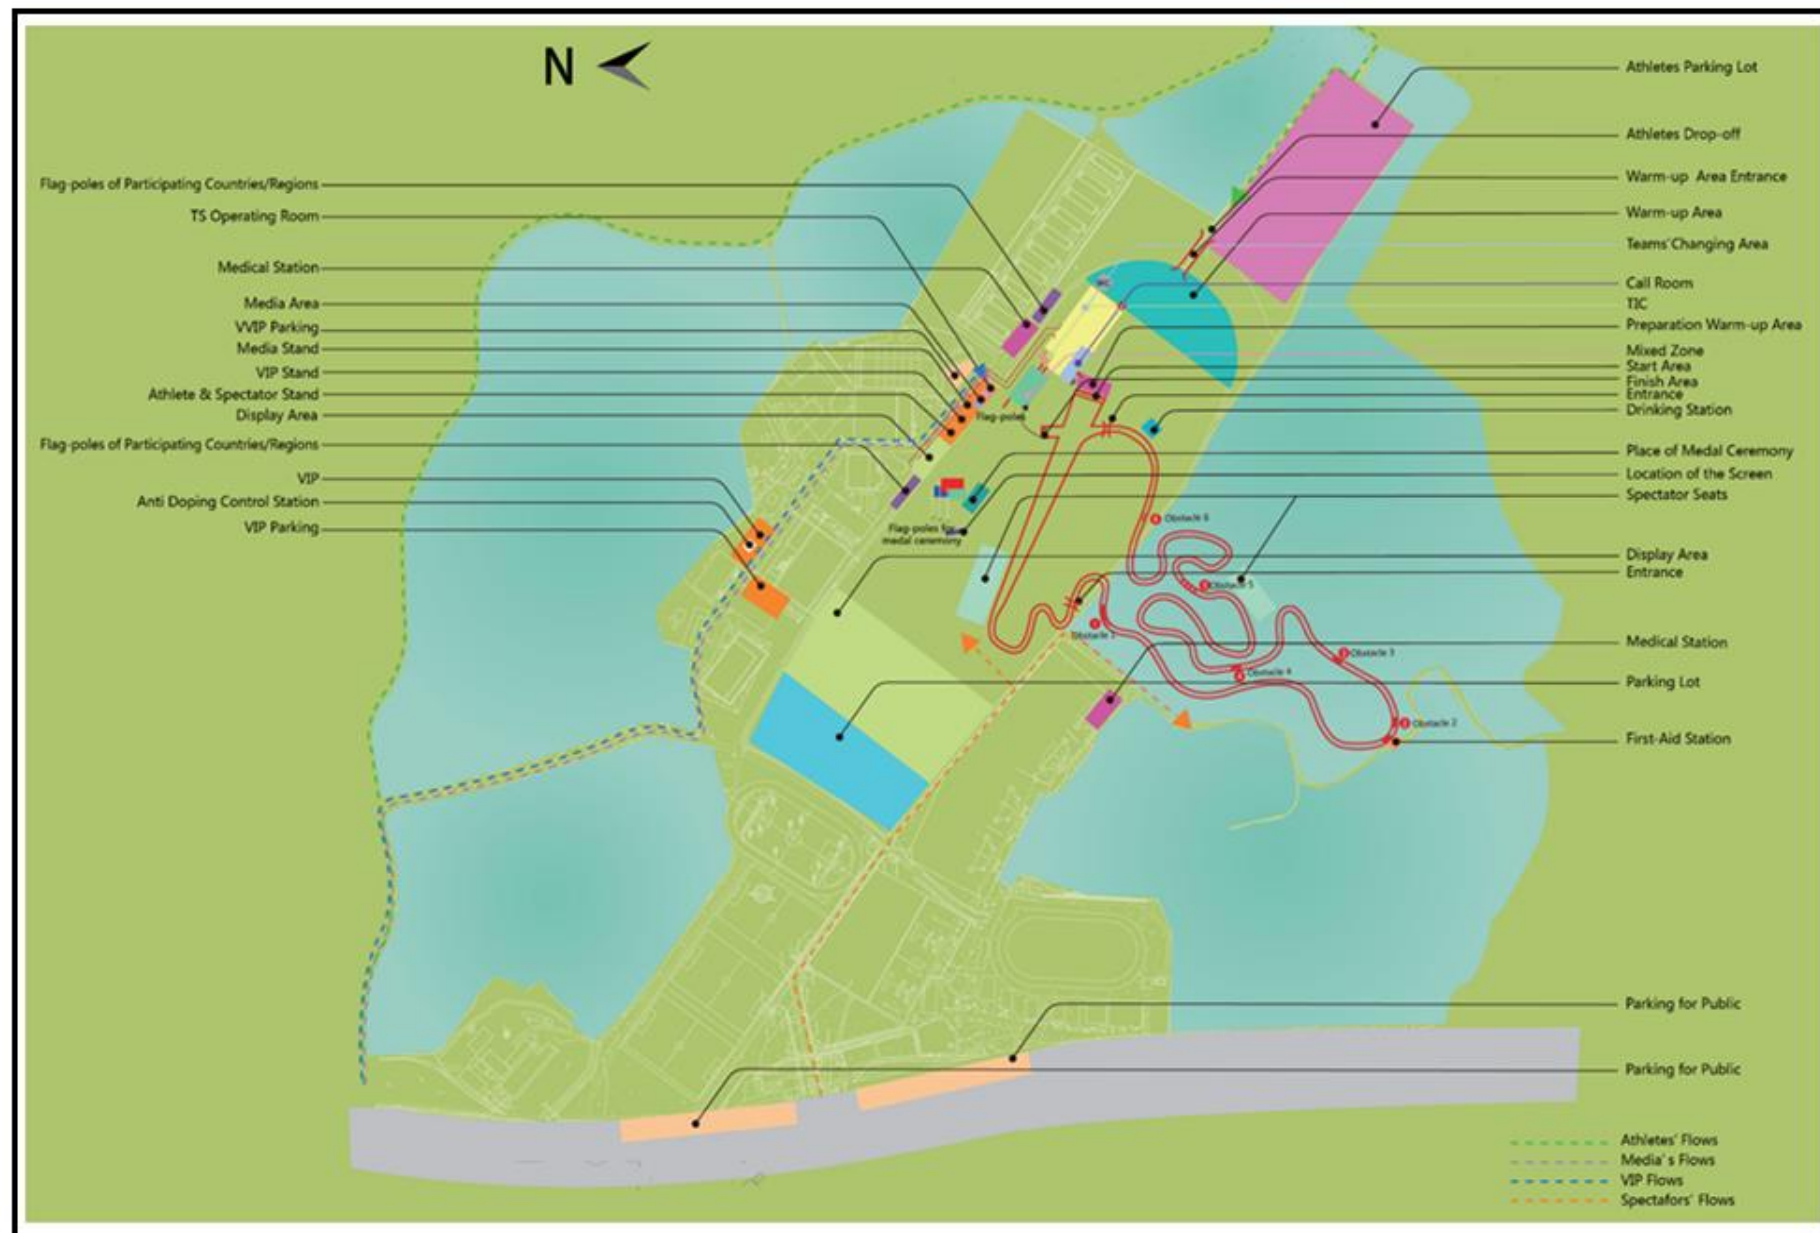 N
Flag-poles of Participating Countries/Regions
TS Operating Room
Medical Station
Media Area
VVIP Parking
Media Stand
VIP Stand
Athlete & Spectator Stand
Display Area
Flag-poles of Participating Countries/Regions
VIP
Anti Doping Control Station
VIP Parking
WC
Flag-poles
Flag-poles for
medal ceremony
Obstacle 6
Obstacle 5
Obstacle 1
Obstacle 3
Obstacle 4
Obstacle 2
Athletes Parking Lot
Athletes Drop-off
Warm-up Area Entrance
Warm-up Area
Teams'Changing Area
Call Room
TIC
Preparation Warm-up Area
Mixed Zone
Start Area
Finish Area
Entrance
Drinking Station
Place of Medal Ceremony
Location of the Screen
Spectator Seats
Display Area
Entrance
Medical Station
Parking Lot
First-Aid Station
Parking for Public
Parking for Public
Athletes' Flows
Media's Flows
VIP Flows
Spectafors' Flows